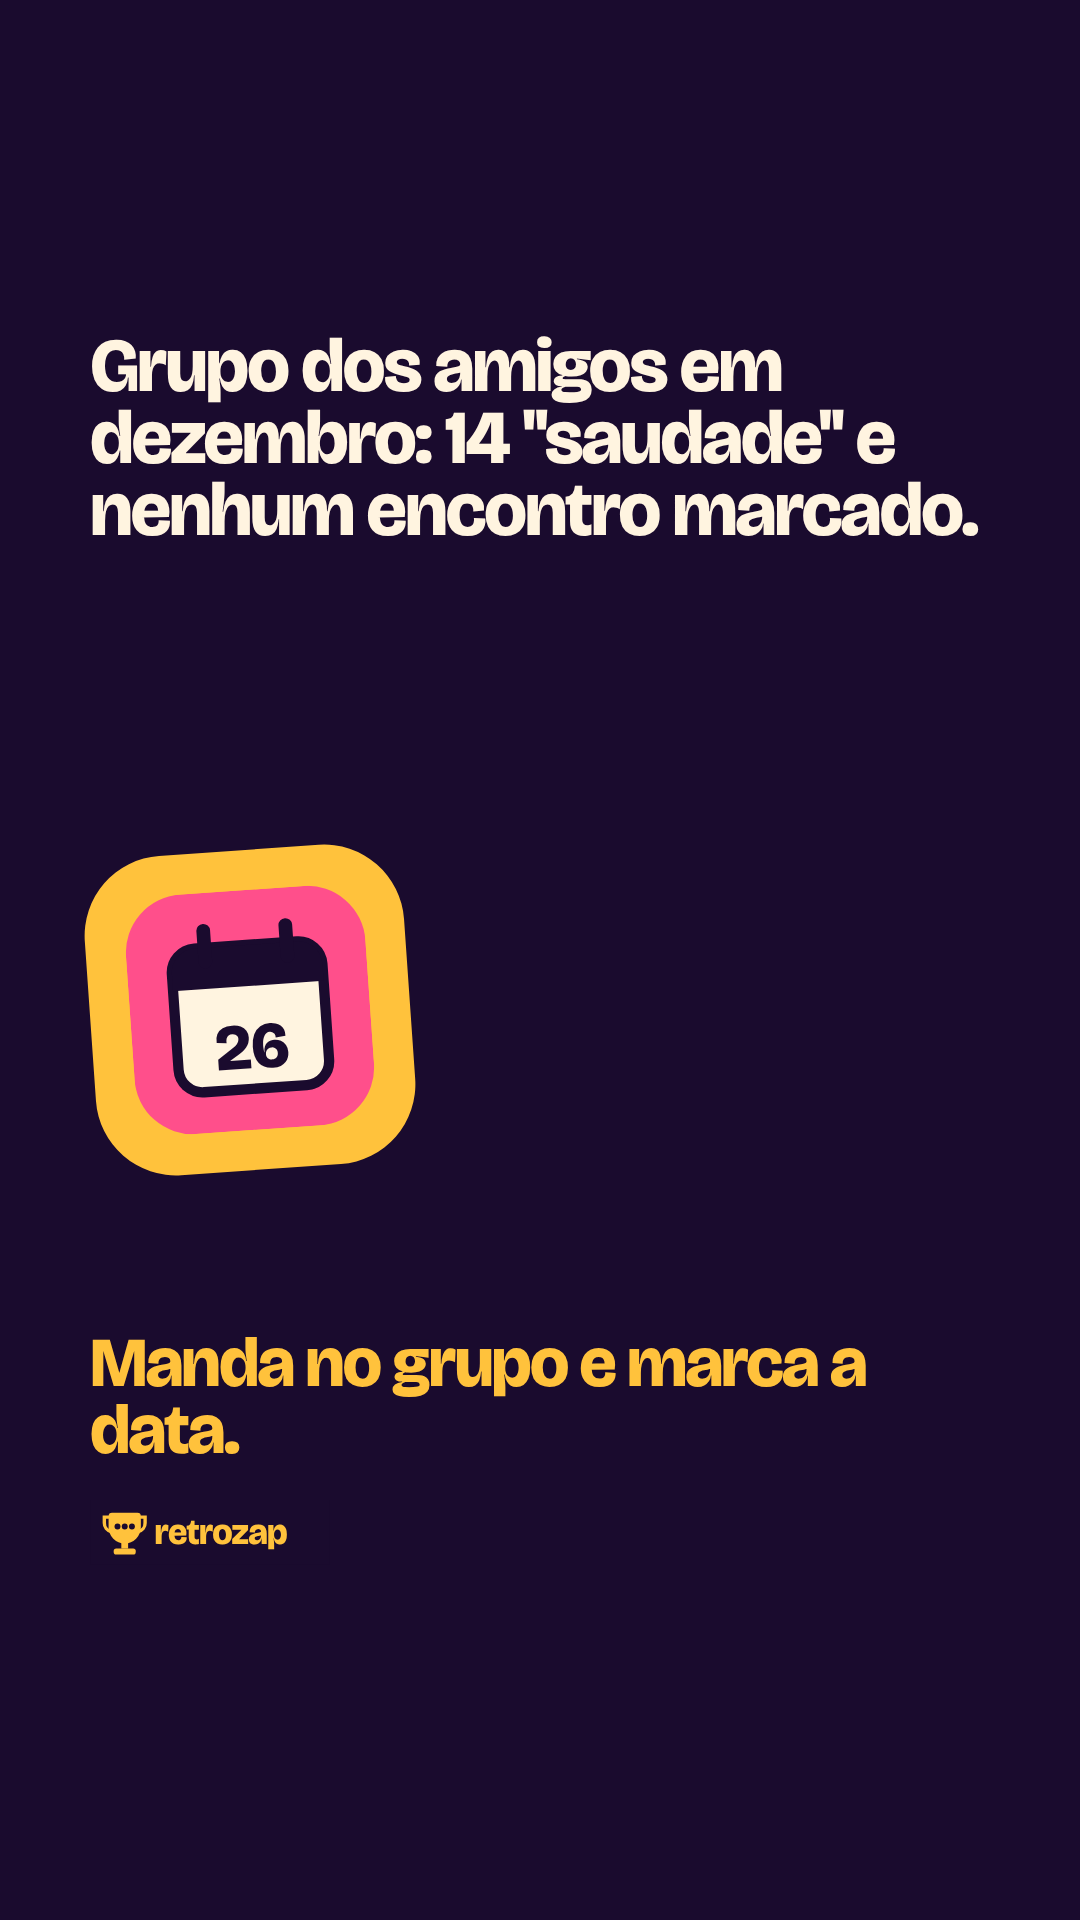 Grupo dos amigos em
dezembro: 14 "saudade" e
nenhum encontro marcado.
26
Manda no grupo e marca a
data.
retrozap